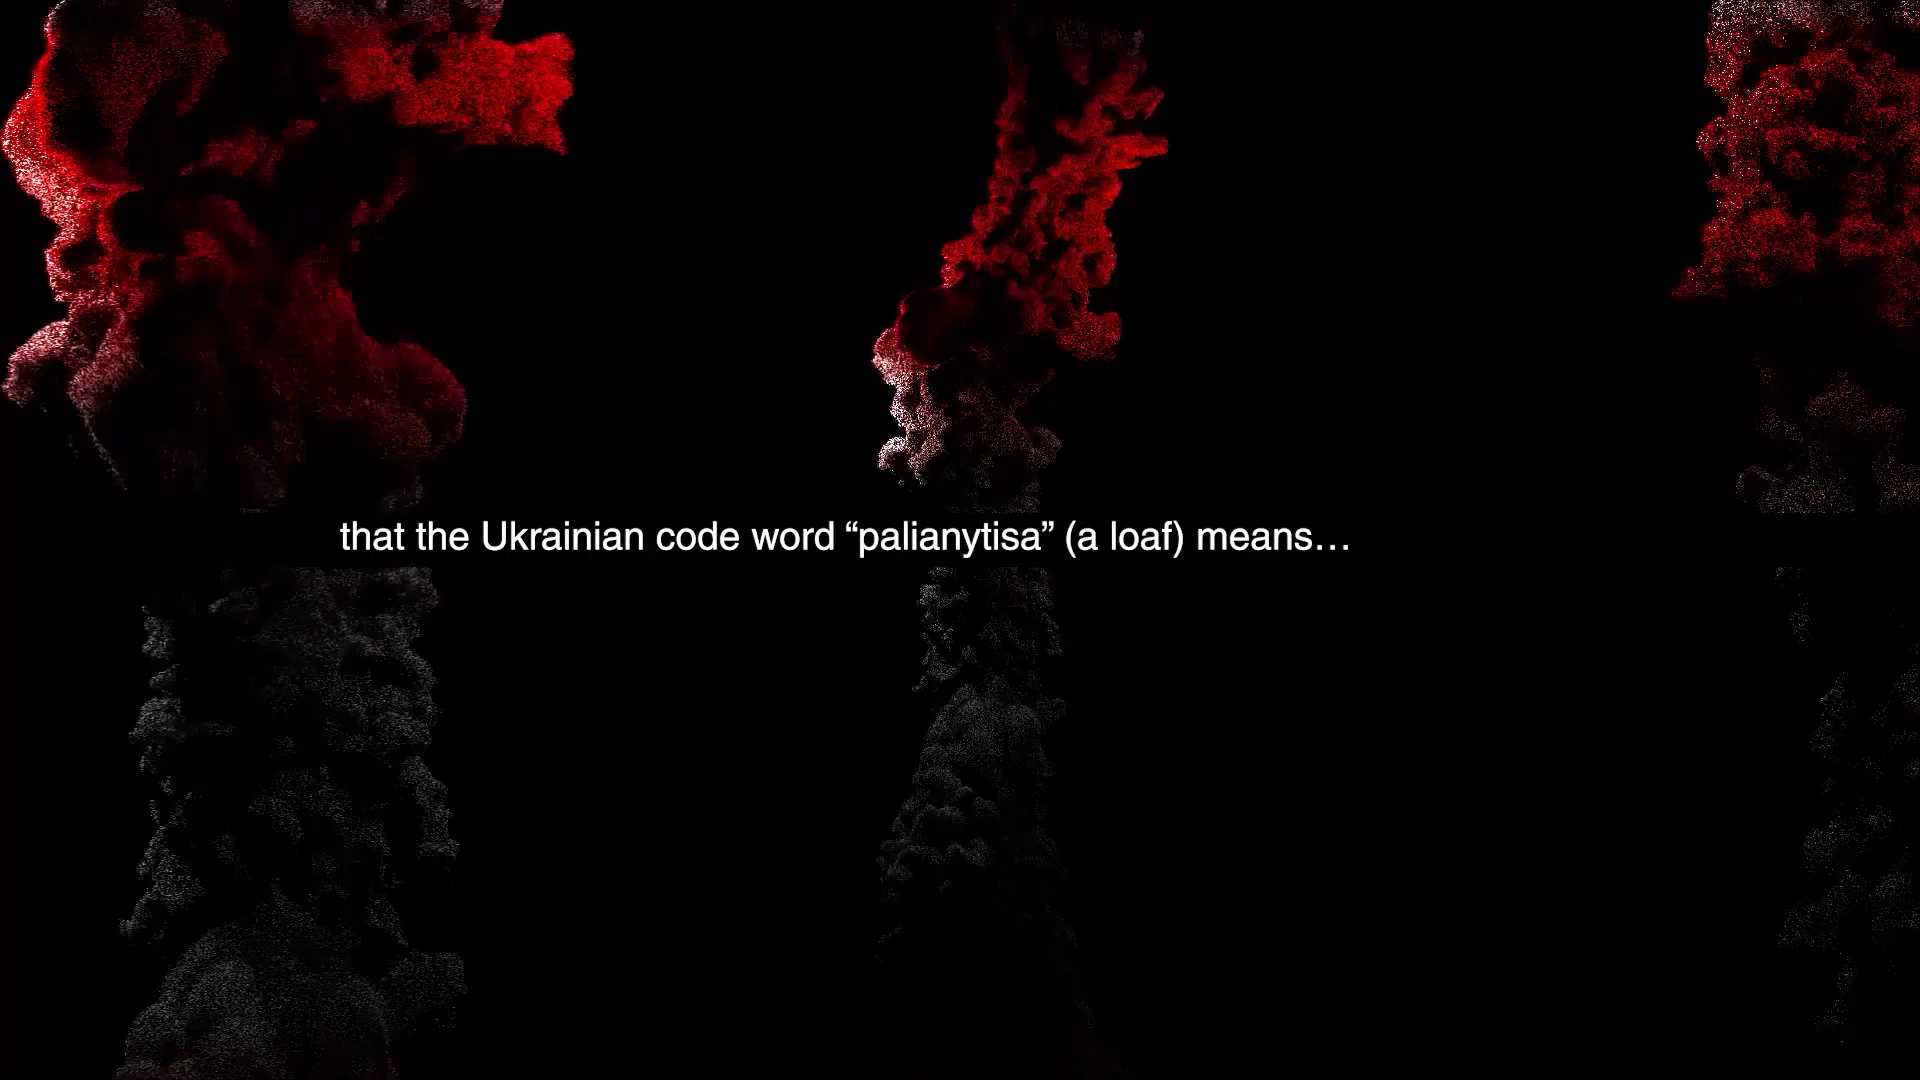 that the Ukrainian code word “palianytisa” (a loaf) means…